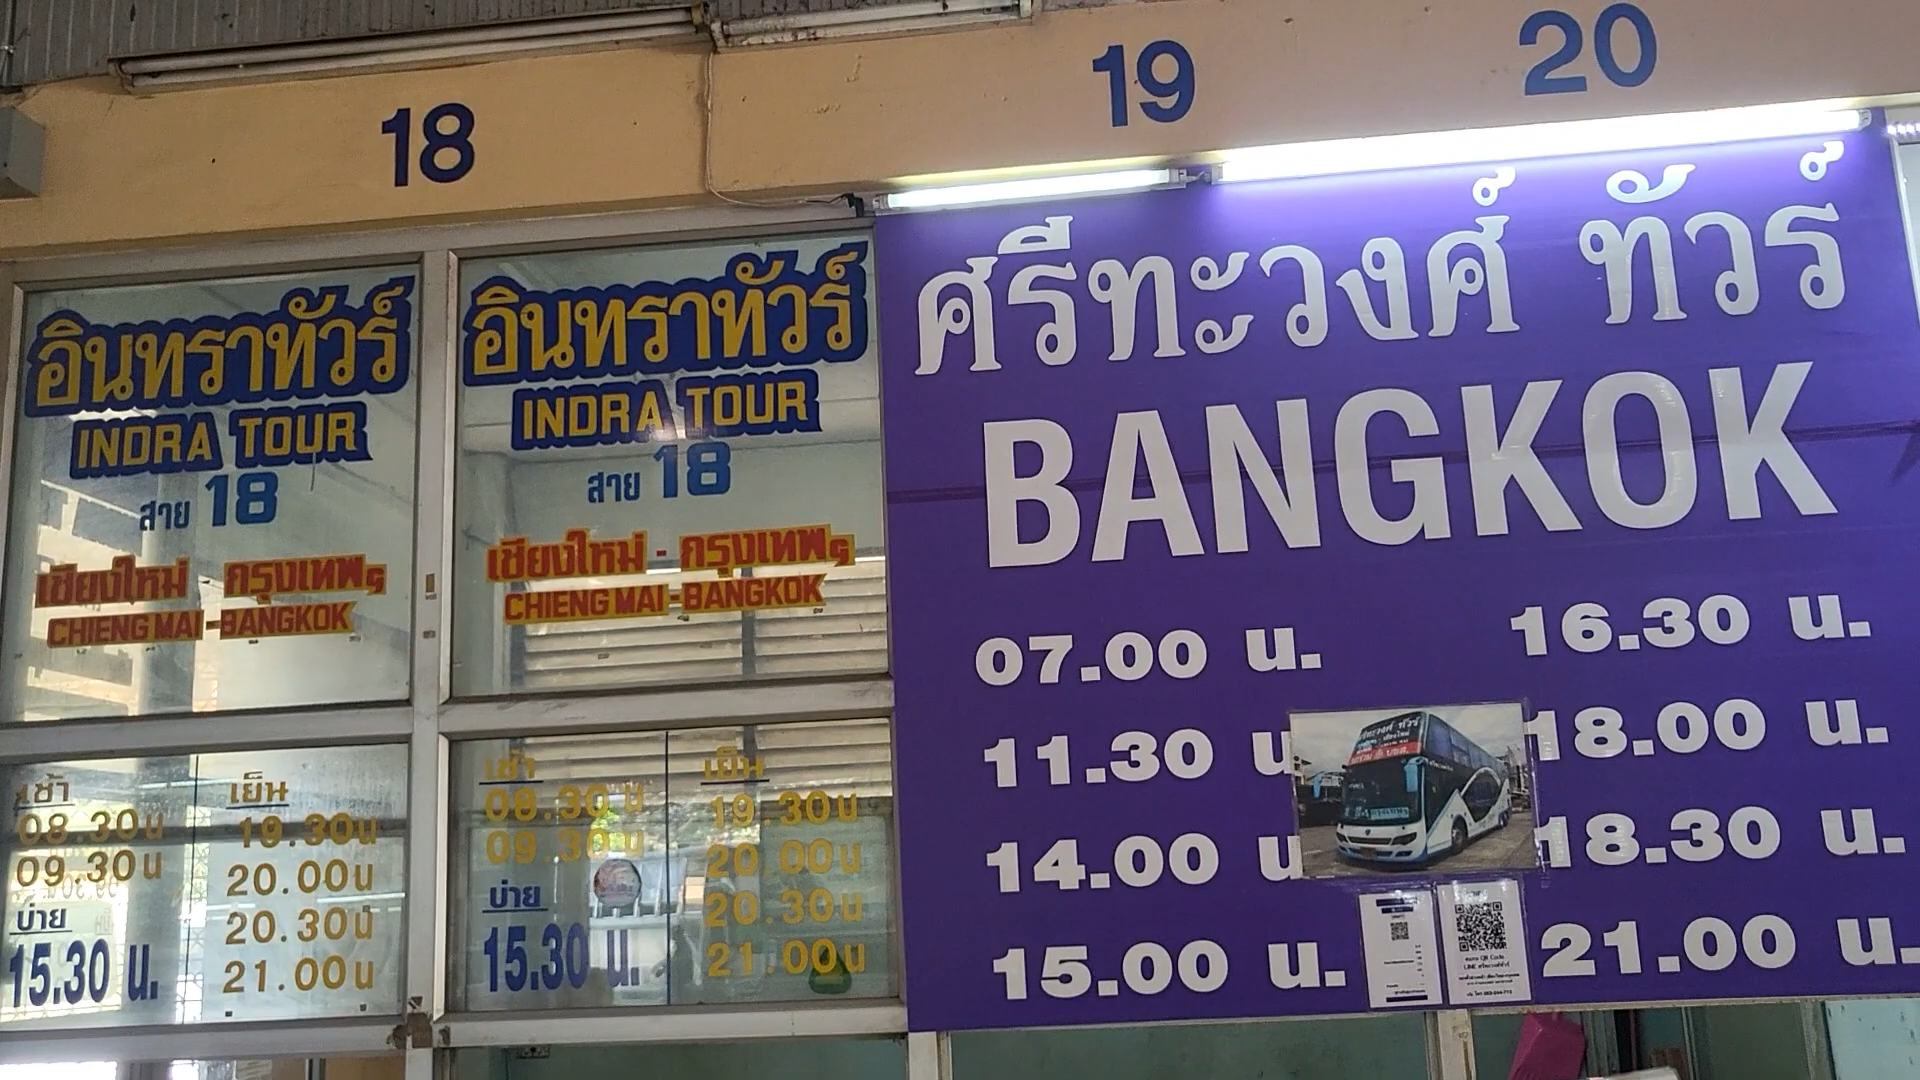 18
19
20
อินทราทัวร์
INDRA TOUR
สาย 18
เชียงใหม่ กรุงเทพฯ
CHIENG MAI - BANGKOK
เช้า
08.30 น
09.30 น
บ่าย
15.30 น.
เย็น
19.30 น
20.00 น
20.30 น
21.00 น
อินทราทัวร์
INDRA TOUR
สาย 18
เชียงใหม่ - กรุงเทพฯ
CHIENG MAI - BANGKOK
เช้า
08.30 น
09.30 น
บ่าย
15.30 น.
เย็น
19.30 น
20.00 น
20.30 น
21.00 น
ศรีทะวงศ์ ทัวร์
BANGKOK
07.00 น.
11.30 น
14.00 น
15.00 น.
16.30 น.
18.00 น.
18.30 น.
21.00 น.